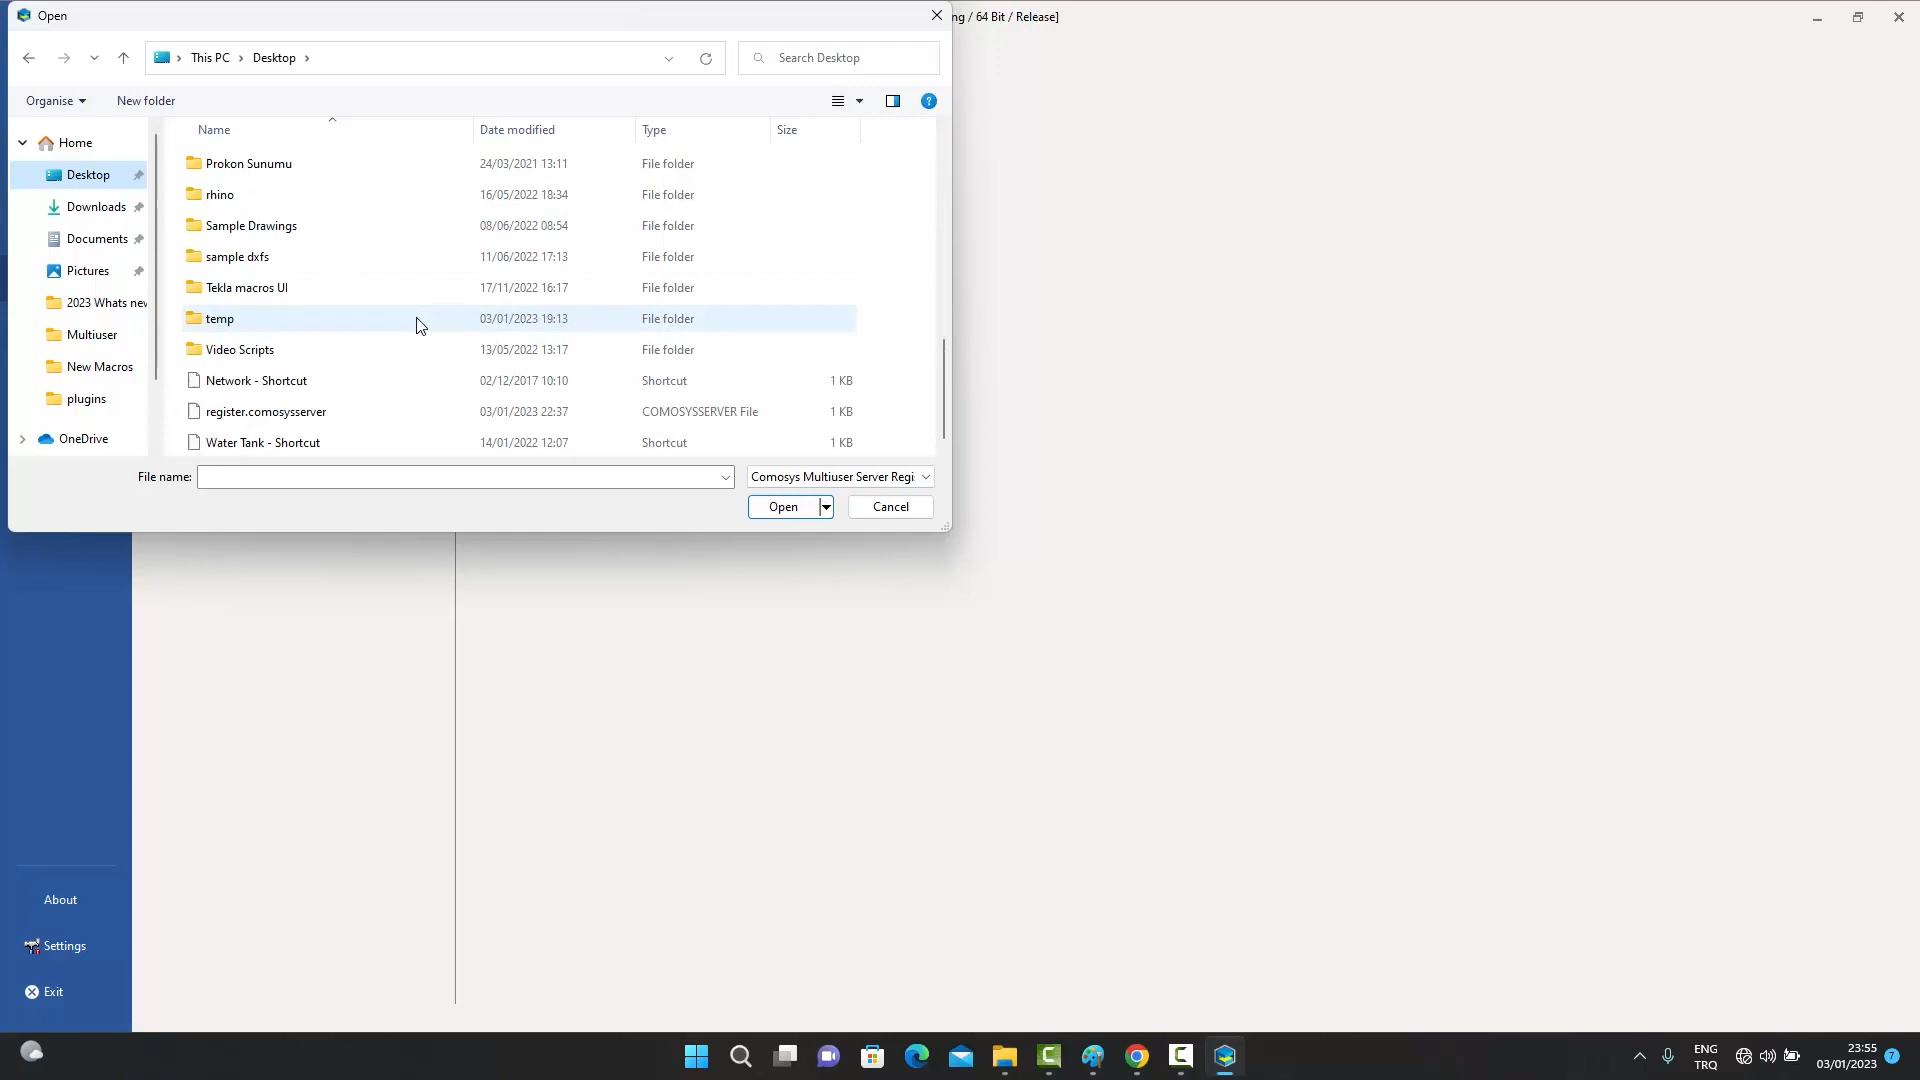 Open
ng / 64 Bit / Release]
This PC
Desktop
Search Desktop
Organise
New folder
?
Name
Date modified
Type
Size
Home
Desktop
Downloads
Documents
Pictures
2023 Whats nev
Multiuser
New Macros
plugins
OneDrive
Prokon Sunumu 24/03/2021 13:11 File folder
rhino 16/05/2022 18:34 File folder
Sample Drawings 08/06/2022 08:54 File folder
sample dxfs 11/06/2022 17:13 File folder
Tekla macros UI 17/11/2022 16:17 File folder
temp 03/01/2023 19:13 File folder
Video Scripts 13/05/2022 13:17 File folder
Network - Shortcut 02/12/2017 10:10 Shortcut 1 KB
register.comosysserver 03/01/2023 22:37 COMOSYSSERVER File 1 KB
Water Tank - Shortcut 14/01/2022 12:07 Shortcut 1 KB
File name:
Comosys Multiuser Server Regi
Open
Cancel
About
Settings
Exit
ENG
TRQ
23:55
03/01/2023
7